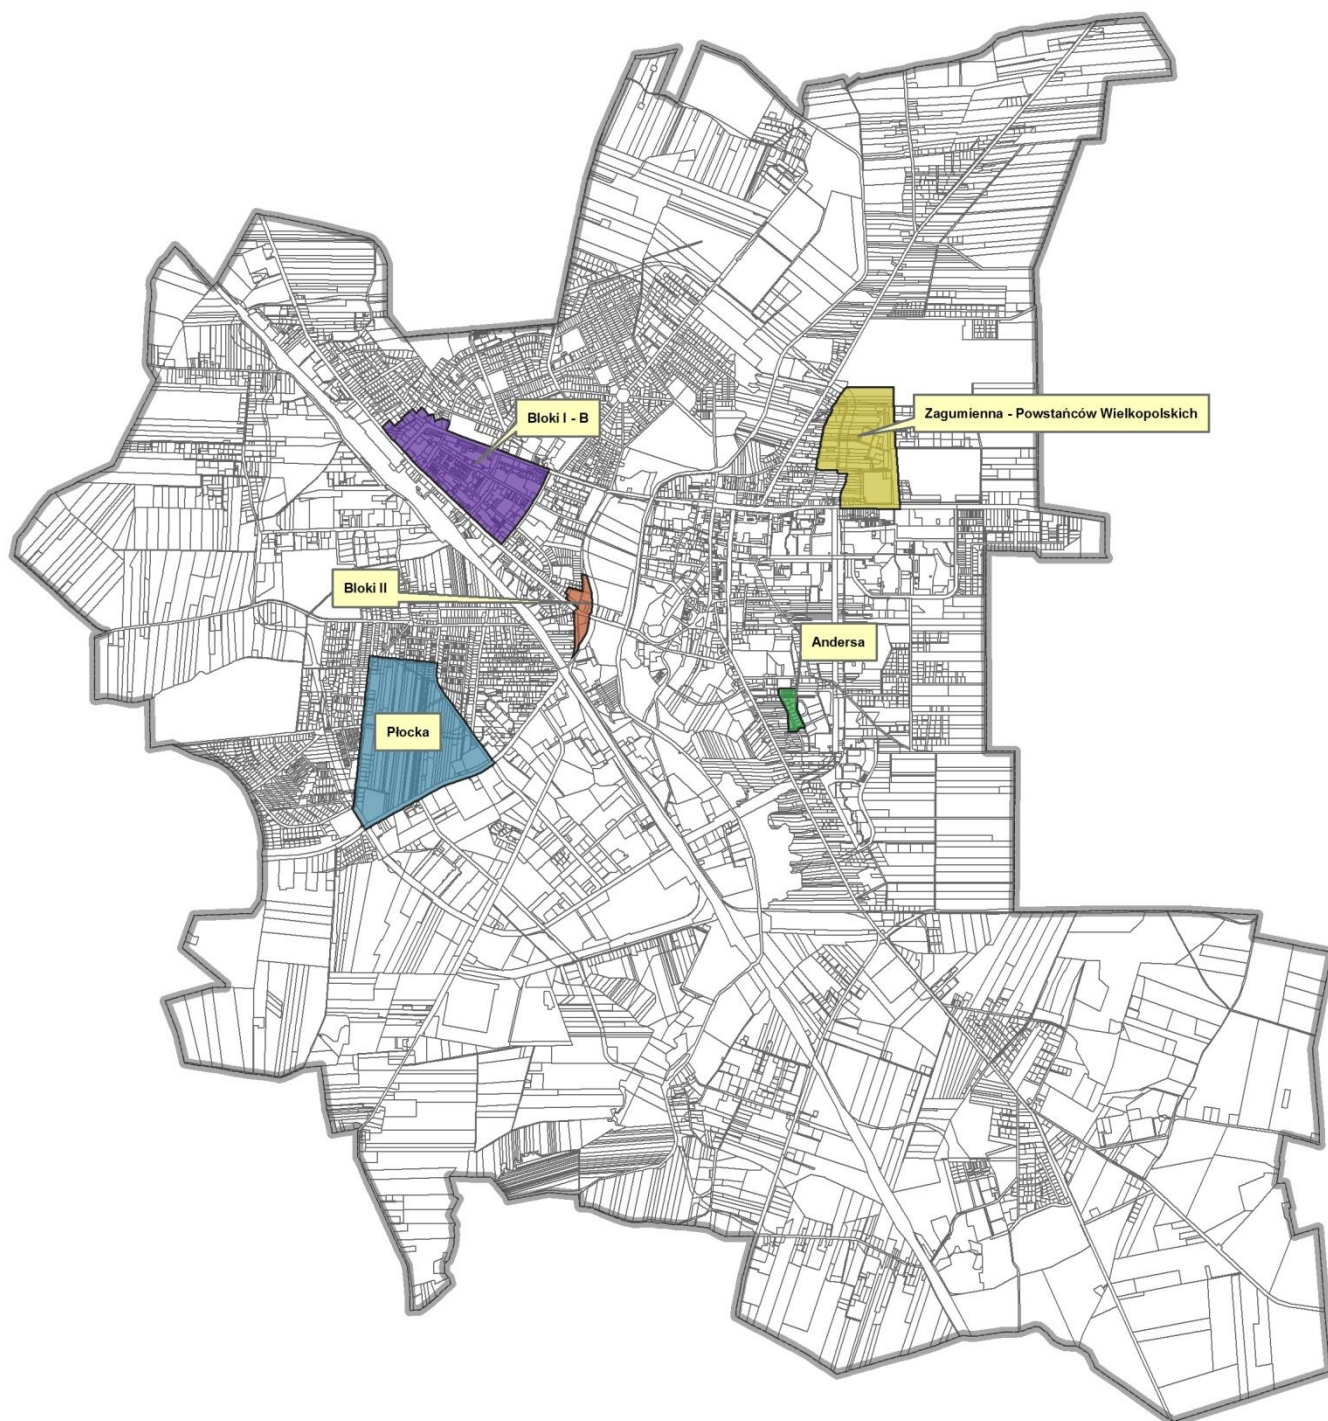 Bloki I - B
Zagumienna - Powstańców Wielkopolskich
Bloki II
Andersa
Płocka